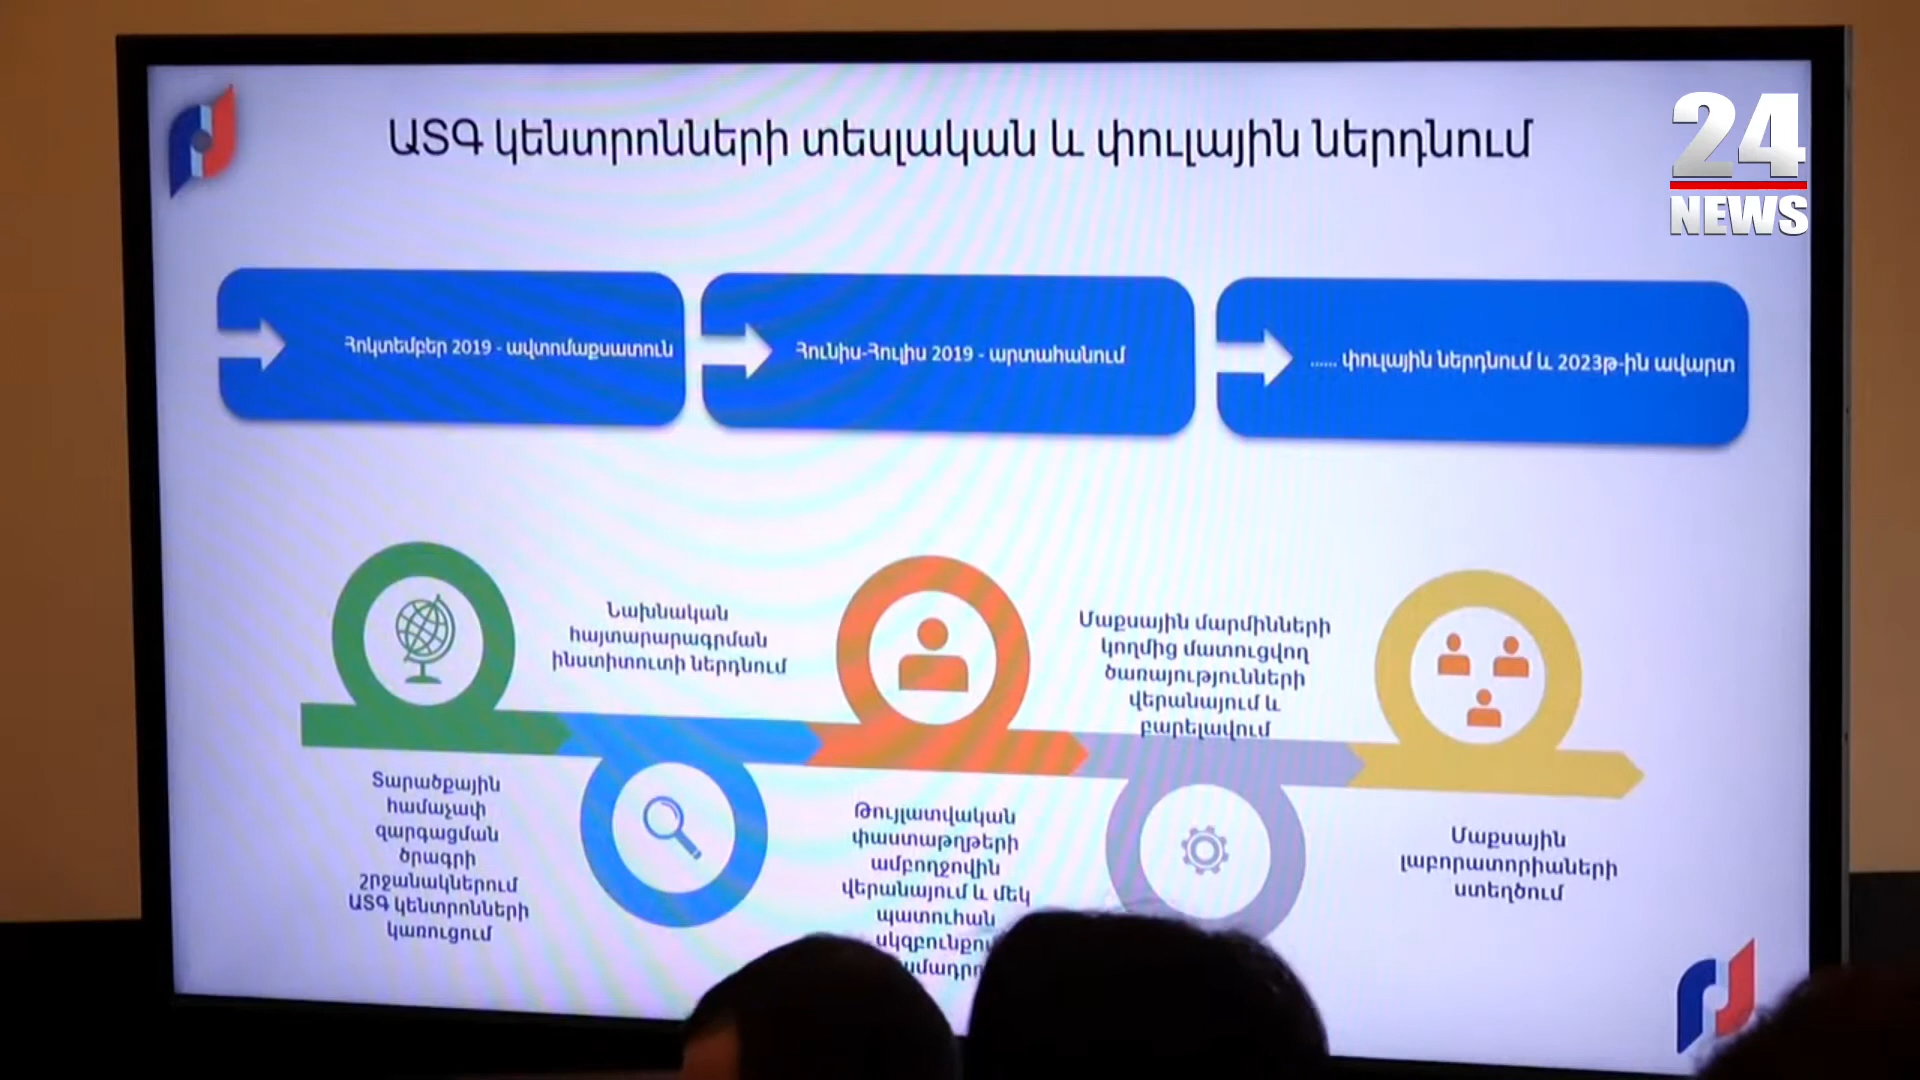 ԱՏԳ կենտրոնների տեսլական և փուլային ներդնում
24
NEWS
Հոկտեմբեր 2019 - ավտոմաքսատուն
Հունիս-Հուլիս 2019 - արտահանում
...... փուլային ներդնում և 2023թ-ին ավարտ
Նախնական
հայտարարագրման
ինստիտուտի ներդնում
Մաքսային մարմինների
կողմից մատուցվող
ծառայությունների
վերանայում և
բարելավում
Տարածքային
համաչափ
զարգացման
ծրագրի
շրջանակներում
ԱՏԳ կենտրոնների
կառուցում
Թույլատվական
փաստաթղթերի
ամբողջովին
վերանայում և մեկ
պատուհան
Մաքսային
լաբորատորիաների
ստեղծում